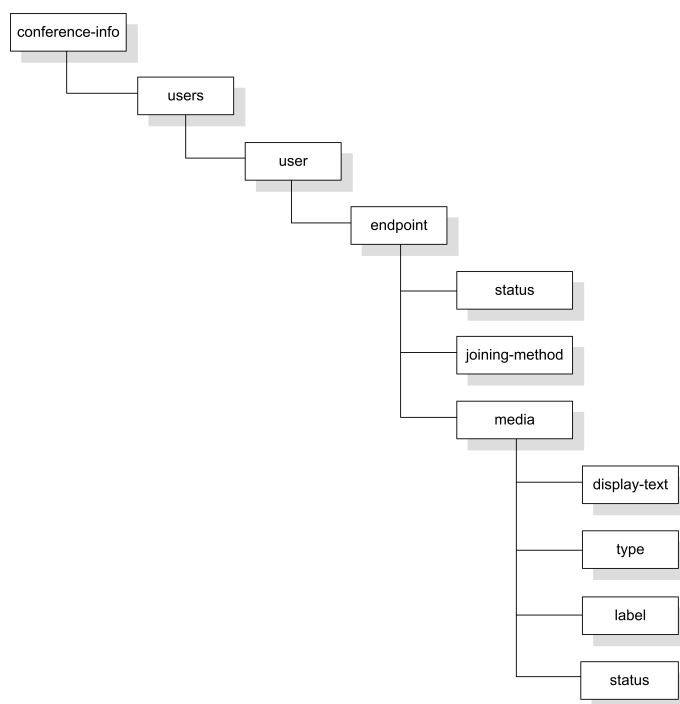 conference-info
users
user
endpoint
status
joining-method
media
display-text
type
label
status